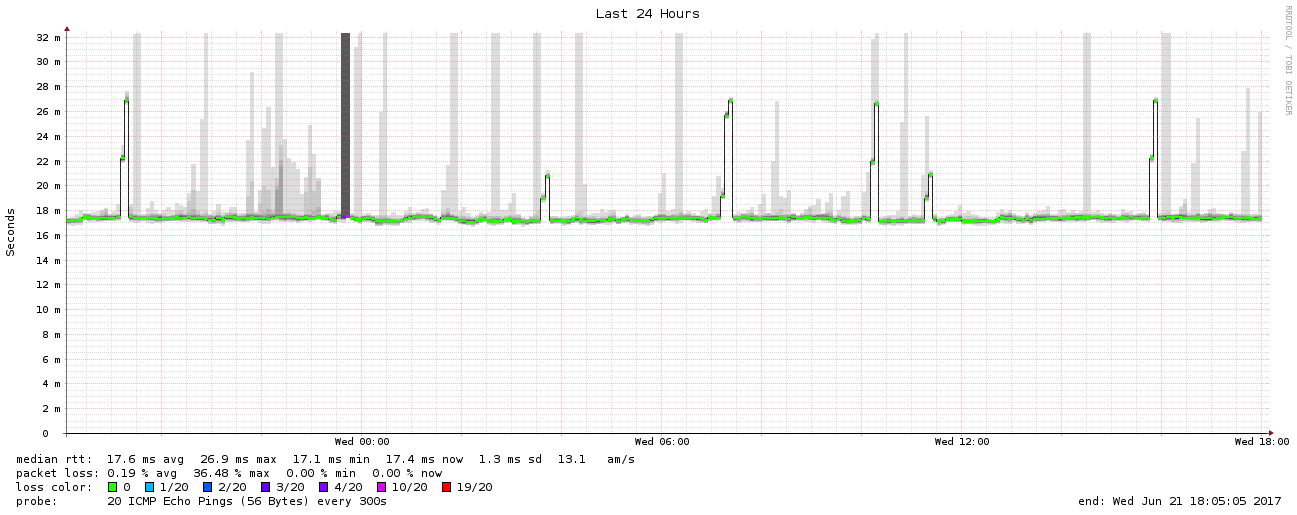 Last 24 Hours
RRDTOOL / TOBI OETIKER
Seconds
32 m
30 m
28 m
26 m
24 m
22 m
20 m
18 m
16 m
14 m
12 m
10 m
8 m
6 m
4 m
2 m
0
Wed 00:00 Wed 06:00 Wed 12:00 Wed 18:00
median rtt: 17.6 ms avg 26.9 ms max 17.1 ms min 17.4 ms now 1.3 ms sd 13.1 am/s
packet loss: 0.19 % avg 36.48 % max 0.00 % min 0.00 % now
loss color: 0 1/20 2/20 3/20 4/20 10/20 19/20
probe: 20 ICMP Echo Pings (56 Bytes) every 300s end: Wed Jun 21 18:05:05 2017